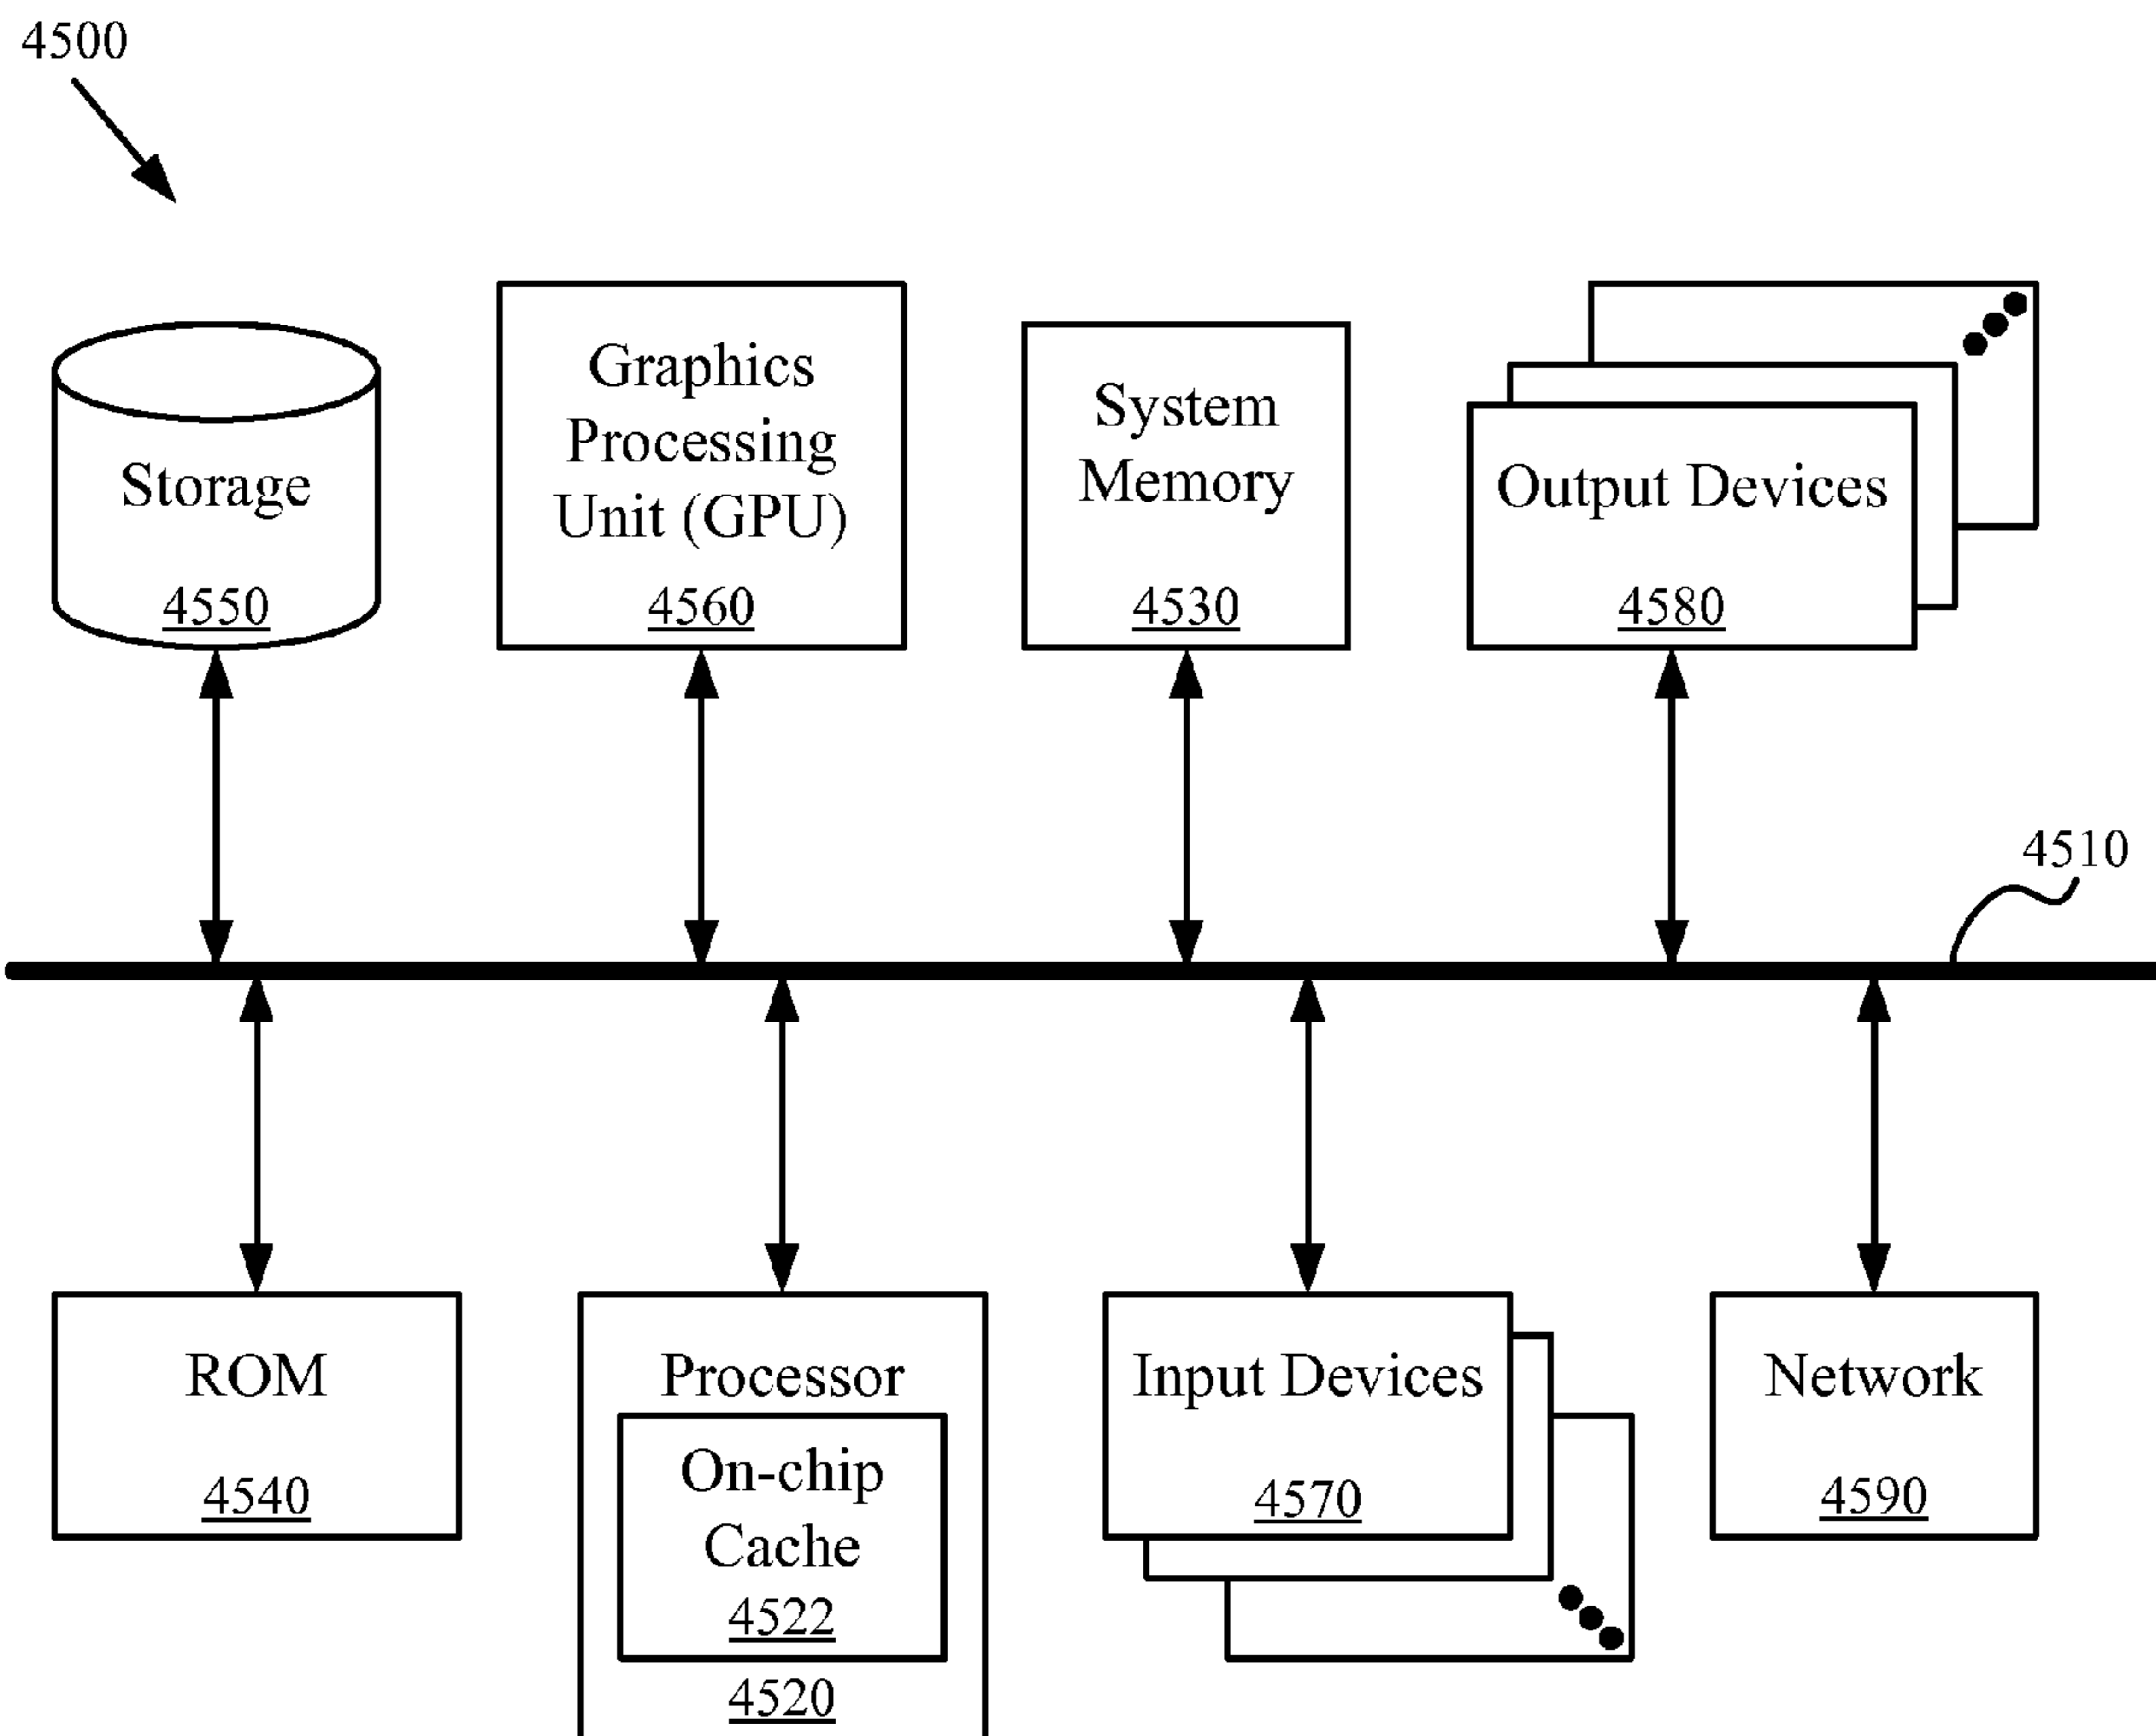 4500
Storage
4550
Graphics
Processing
Unit (GPU)
4560
System
Memory
4530
Output Devices
4580
4510
ROM
4540
Processor
On-chip
Cache
4522
4520
Input Devices
4570
Network
4590